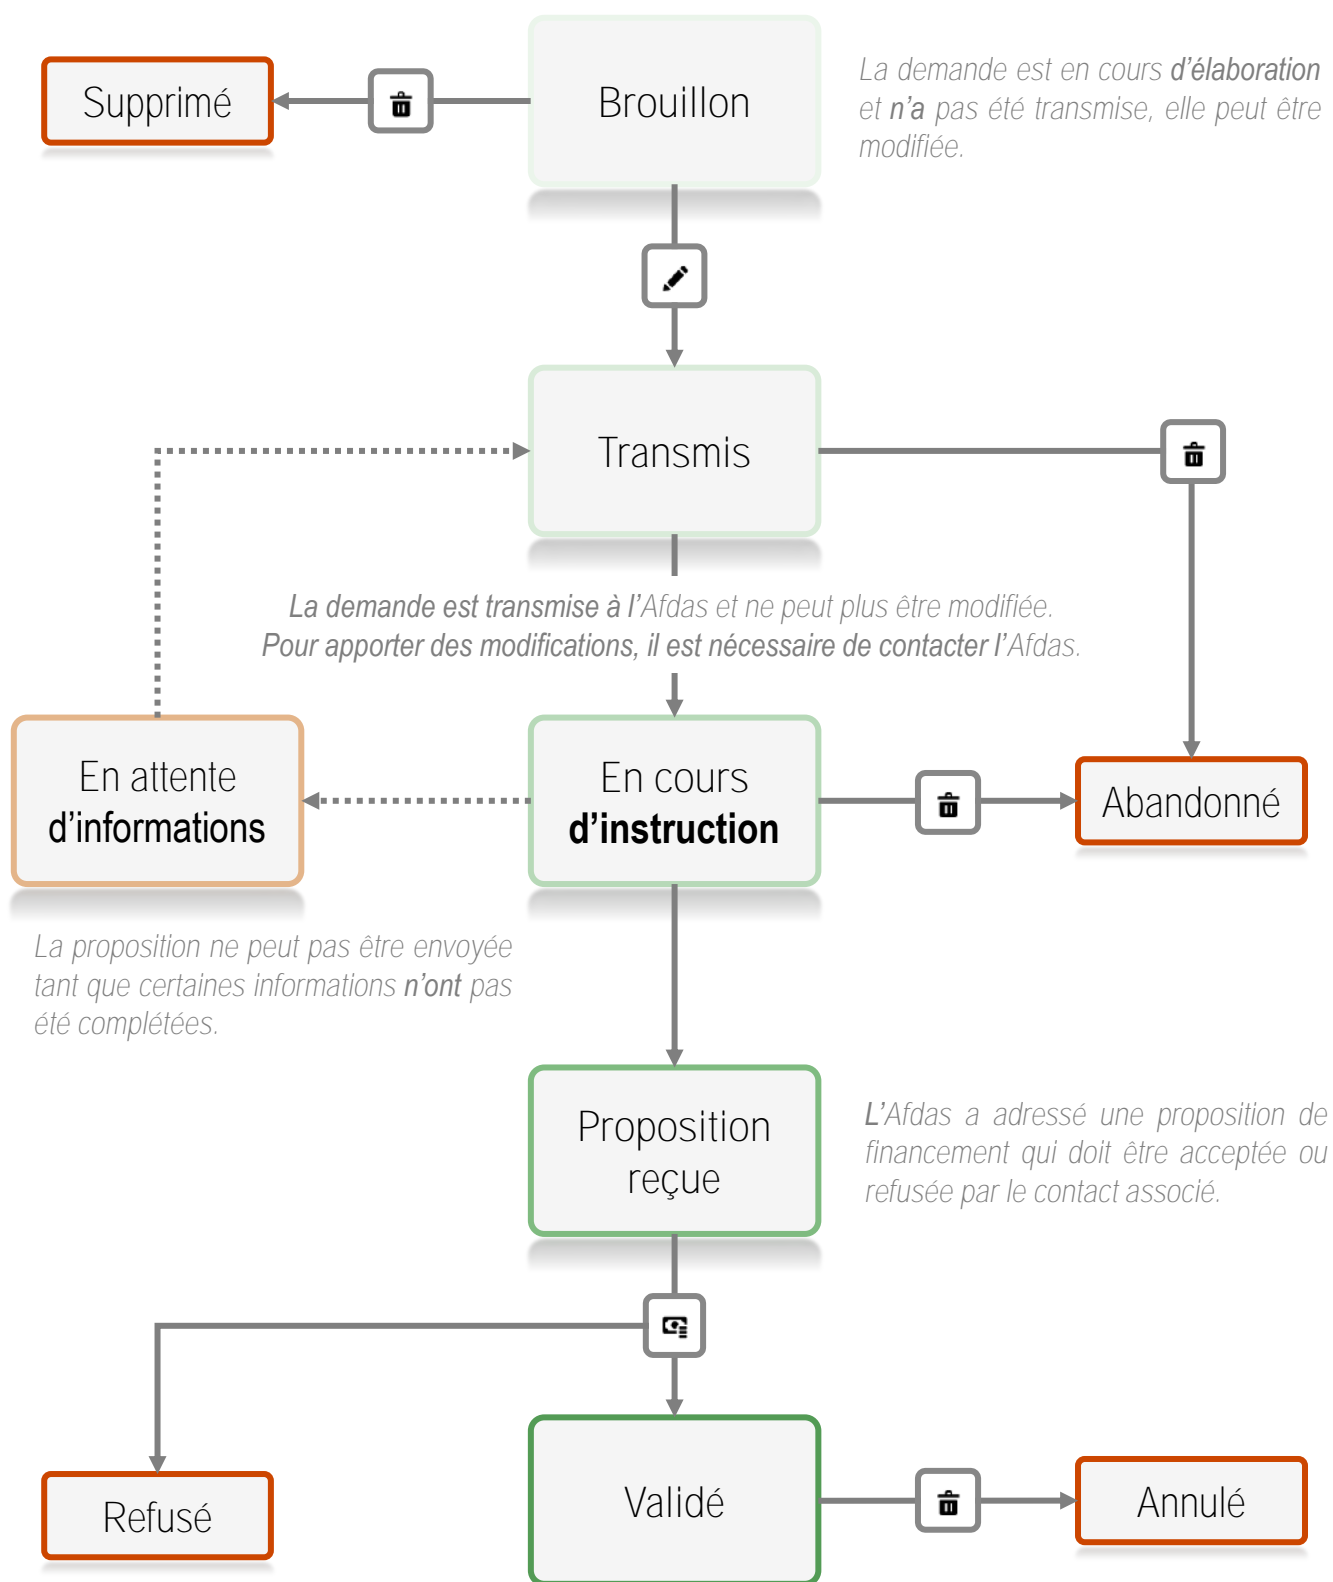 Supprimé
Brouillon
La demande est en cours d’élaboration
et n’a pas été transmise, elle peut être
modifiée.
Transmis
La demande est transmise à l’Afdas et ne peut plus être modifiée.
Pour apporter des modifications, il est nécessaire de contacter l’Afdas.
En attente
d’informations
En cours
d’instruction
Abandonné
La proposition ne peut pas être envoyée
tant que certaines informations n’ont pas
été complétées.
Proposition
reçue
L’Afdas a adressé une proposition de
financement qui doit être acceptée ou
refusée par le contact associé.
Refusé
Validé
Annulé